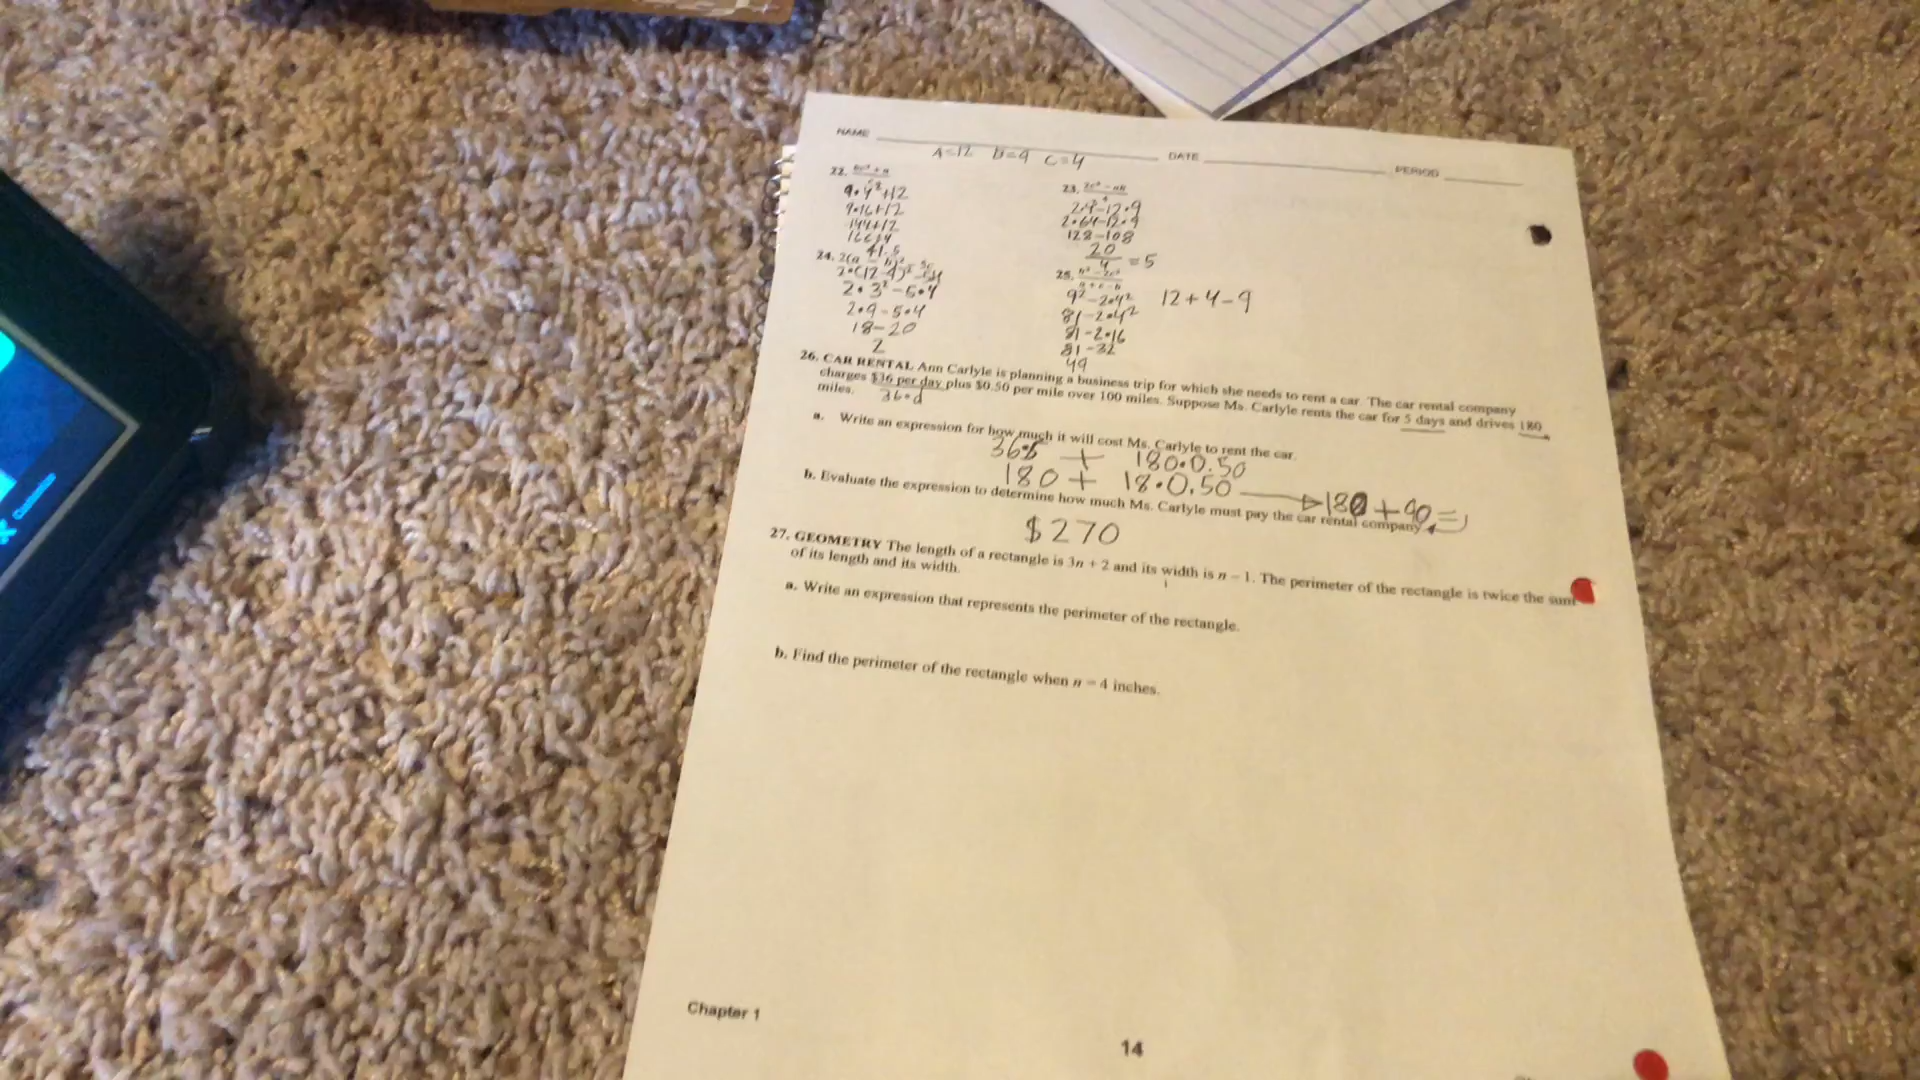 NAME DATE PERIOD
A=12 b=9 c=4
22.
9·4²+12
9·16+12
144+12
23. 2c³ - ab
2·64-12·9
128-108
20
4 = 5
24. 2(a - b)² - 5c
2·3²-5·4
2·9-5·4
18-20
2
25. b² - 2c²
a + c - b
9²-2·4² 12+4-9
81-2·4²
81-2·16
81-32
49
26. CAR RENTAL Ann Carlyle is planning a business trip for which she needs to rent a car. The car rental company
charges $36 per day plus $0.50 per mile over 100 miles. Suppose Ms. Carlyle rents the car for 5 days and drives 180
miles. 36·d
a. Write an expression for how much it will cost Ms. Carlyle to rent the car.
36·5 + 180·0.50
180 + 18·0.50 180+90=
b. Evaluate the expression to determine how much Ms. Carlyle must pay the car rental company.
$270
27. GEOMETRY The length of a rectangle is 3n + 2 and its width is n – 1. The perimeter of the rectangle is twice the sum
of its length and its width.
a. Write an expression that represents the perimeter of the rectangle.
b. Find the perimeter of the rectangle when n = 4 inches.
Chapter 1
14